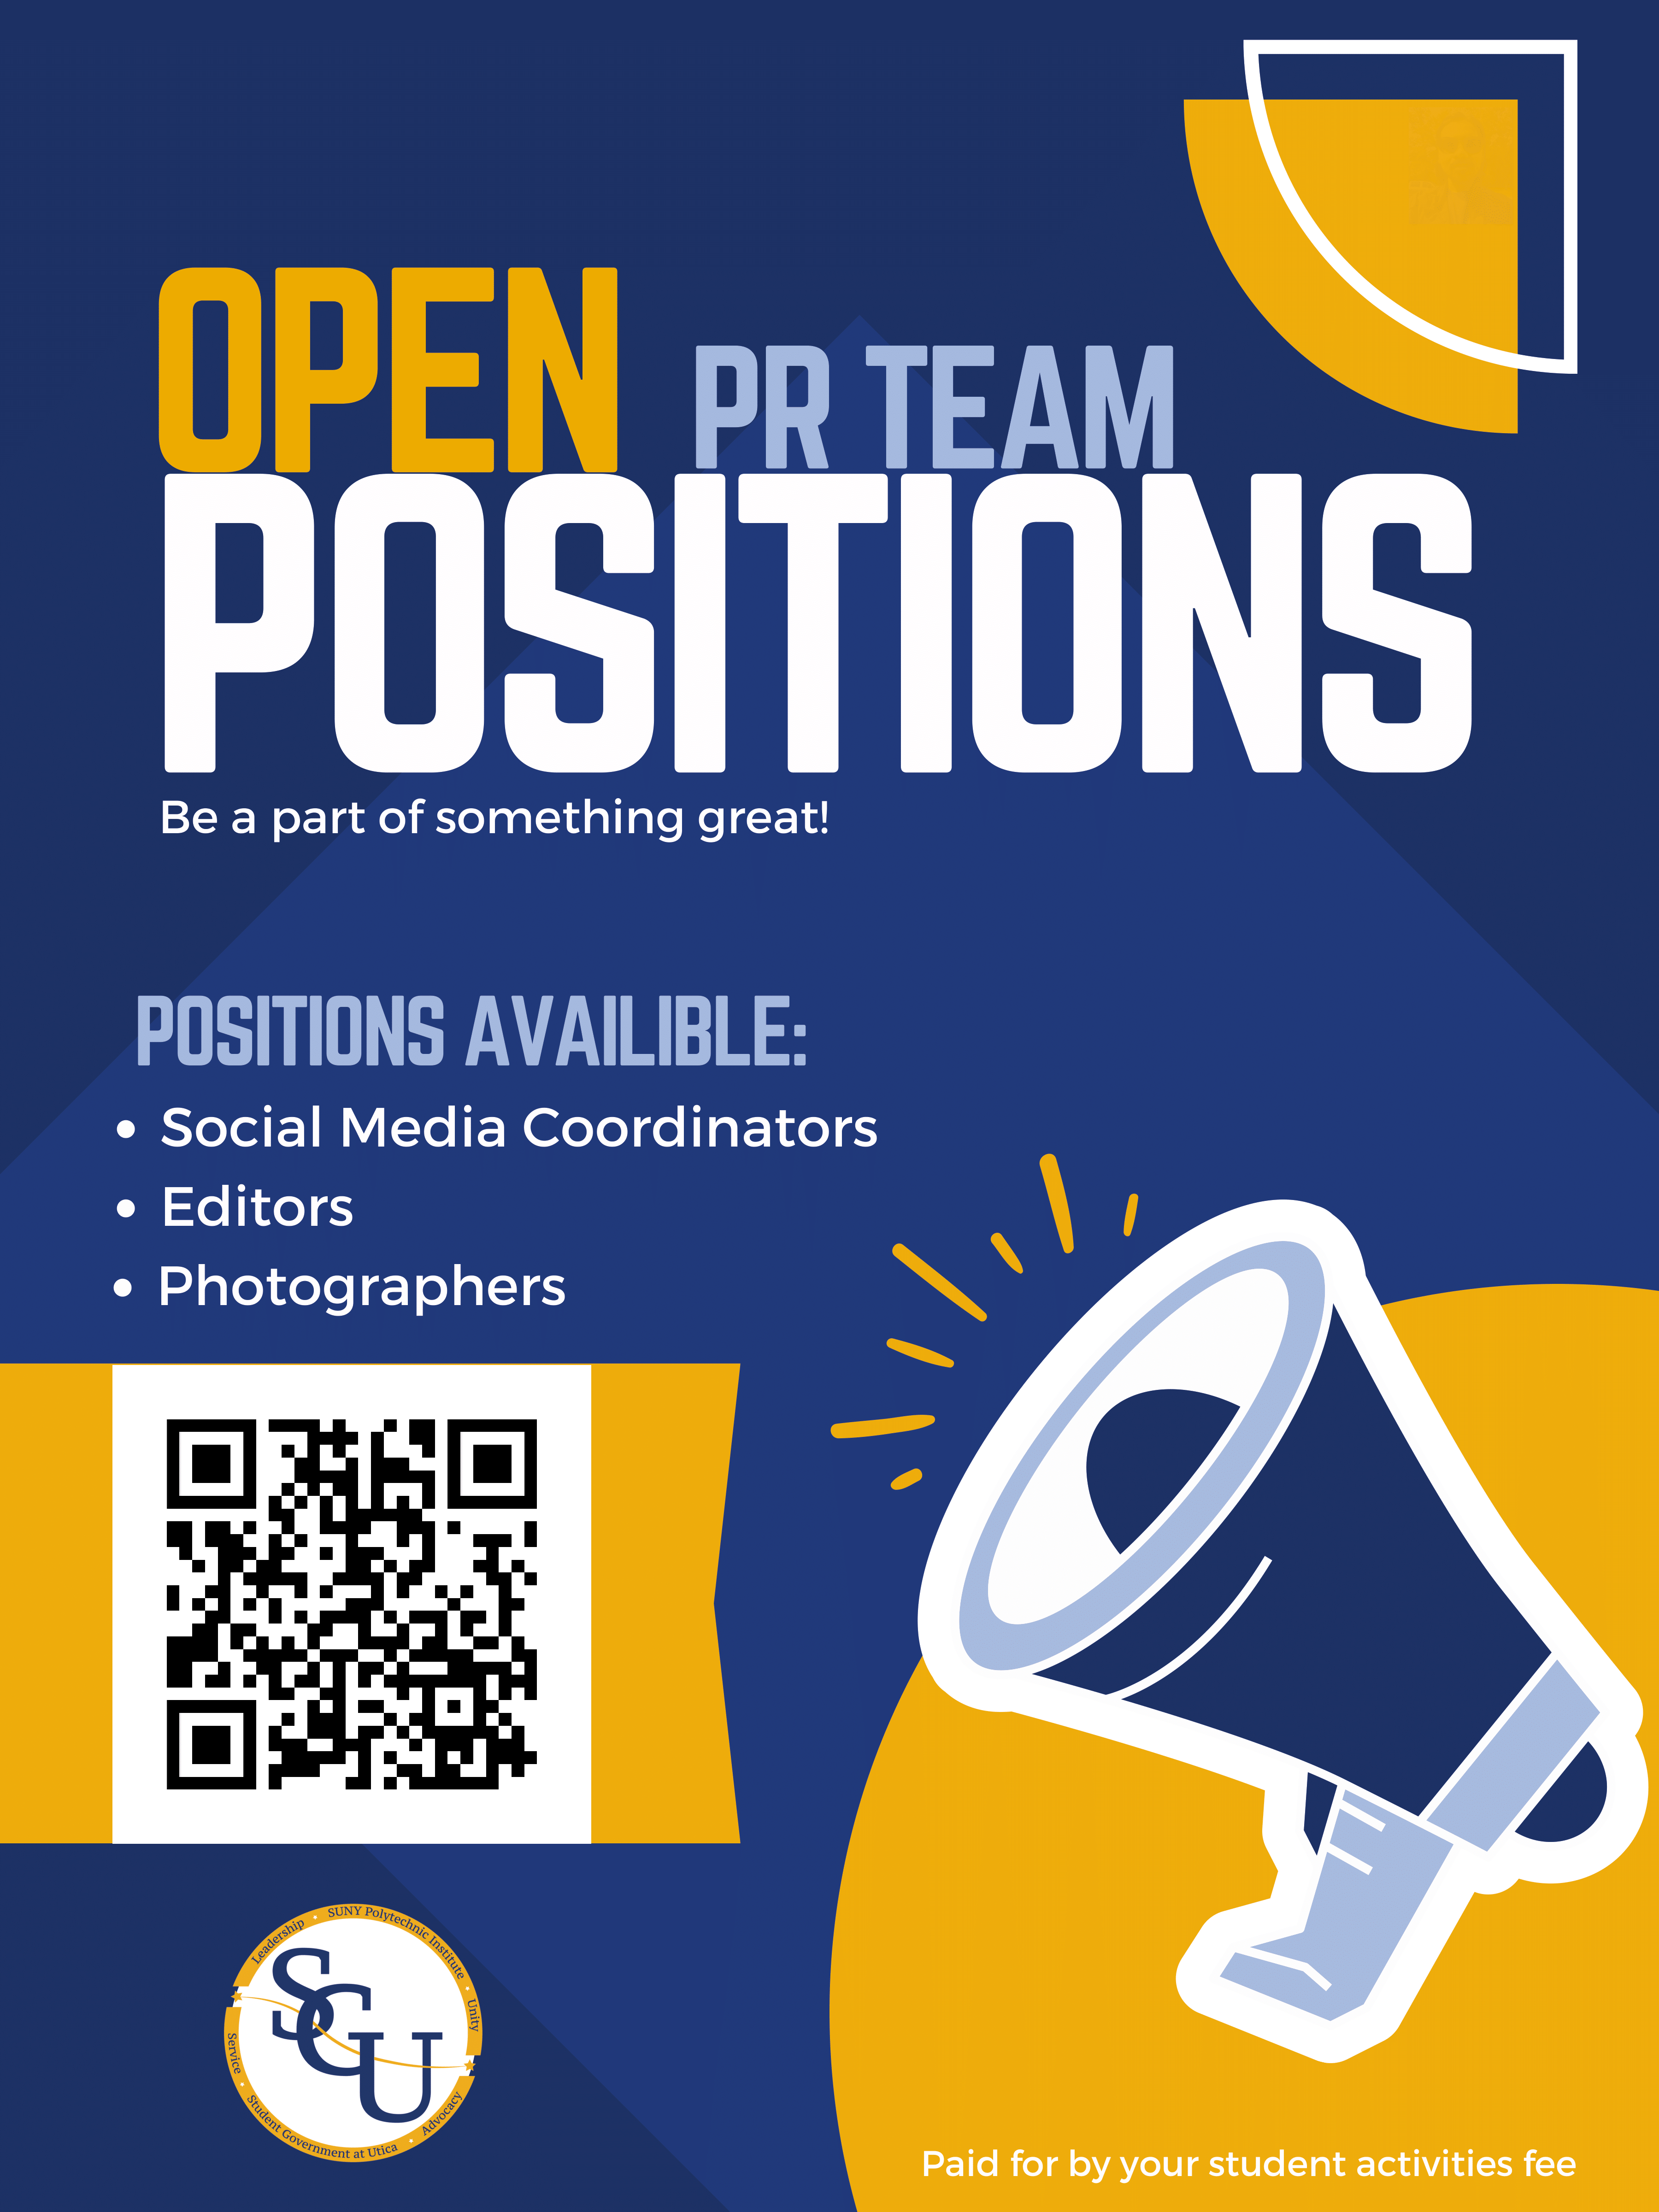 OPEN PR TEAM
POSITIONS
Be a part of something great!
POSITIONS AVAILIBLE:
• Social Media Coordinators
• Editors
• Photographers
Leadership • SUNY Polytechnic Institute • Unity
SGU
Service • Student Government at Utica • Advocacy
Paid for by your student activities fee